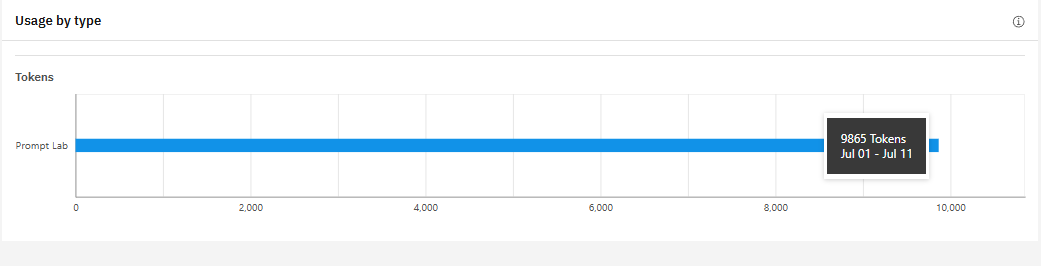 Usage by type
Tokens
Prompt Lab
9865 Tokens
Jul 01 - Jul 11
0 2,000 4,000 6,000 8,000 10,000